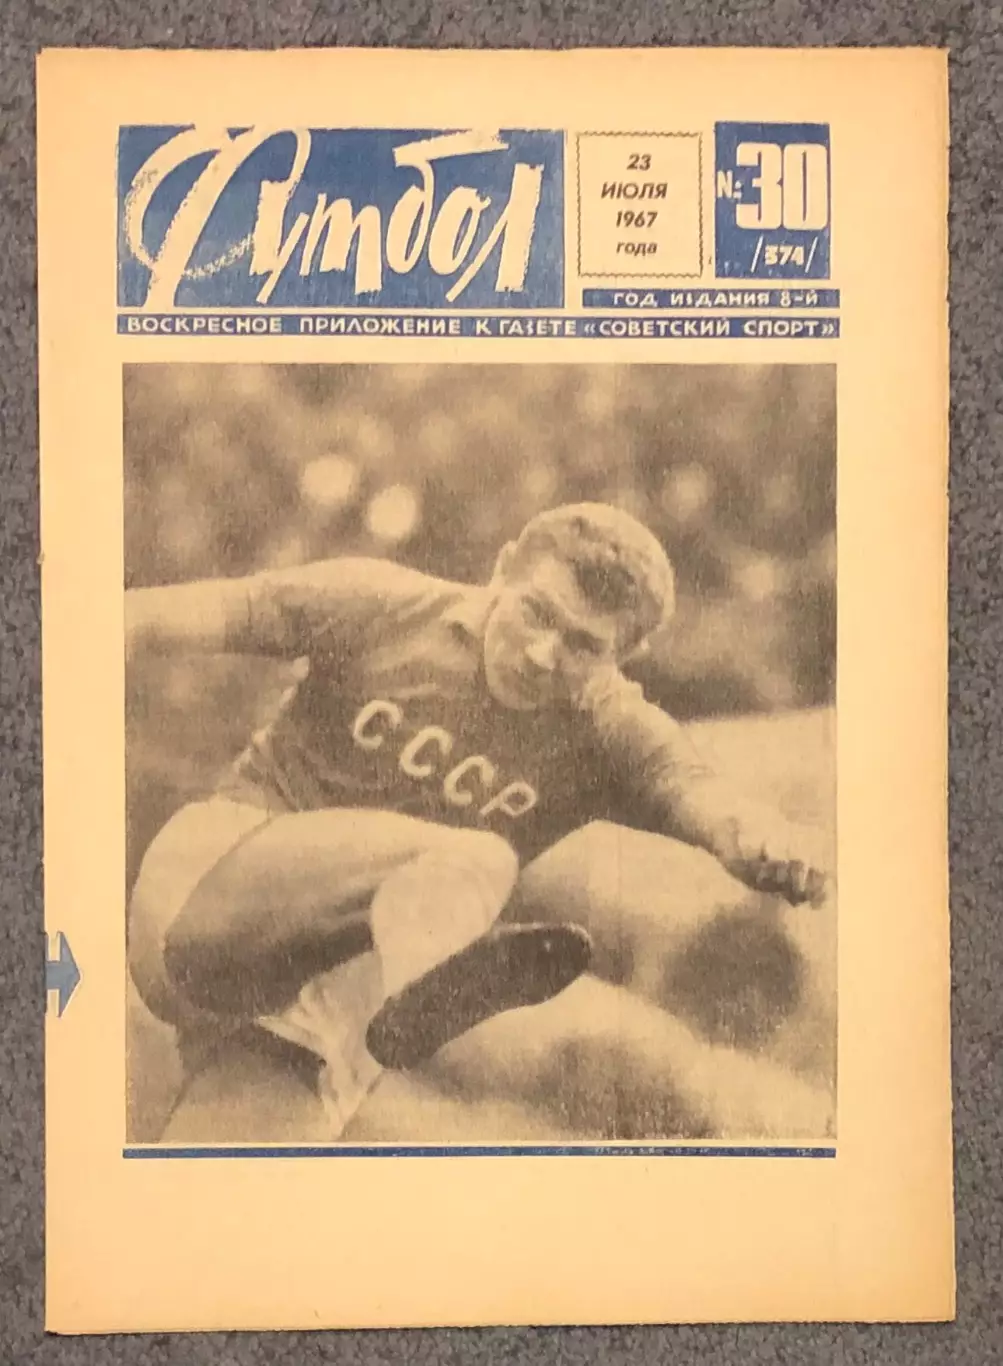 Футбол
23
ИЮЛЯ
1967
года
№ 30
/374/
ГОД ИЗДАНИЯ 8-й
ВОСКРЕСНОЕ ПРИЛОЖЕНИЕ К ГАЗЕТЕ «СОВЕТСКИЙ СПОРТ»
СССР